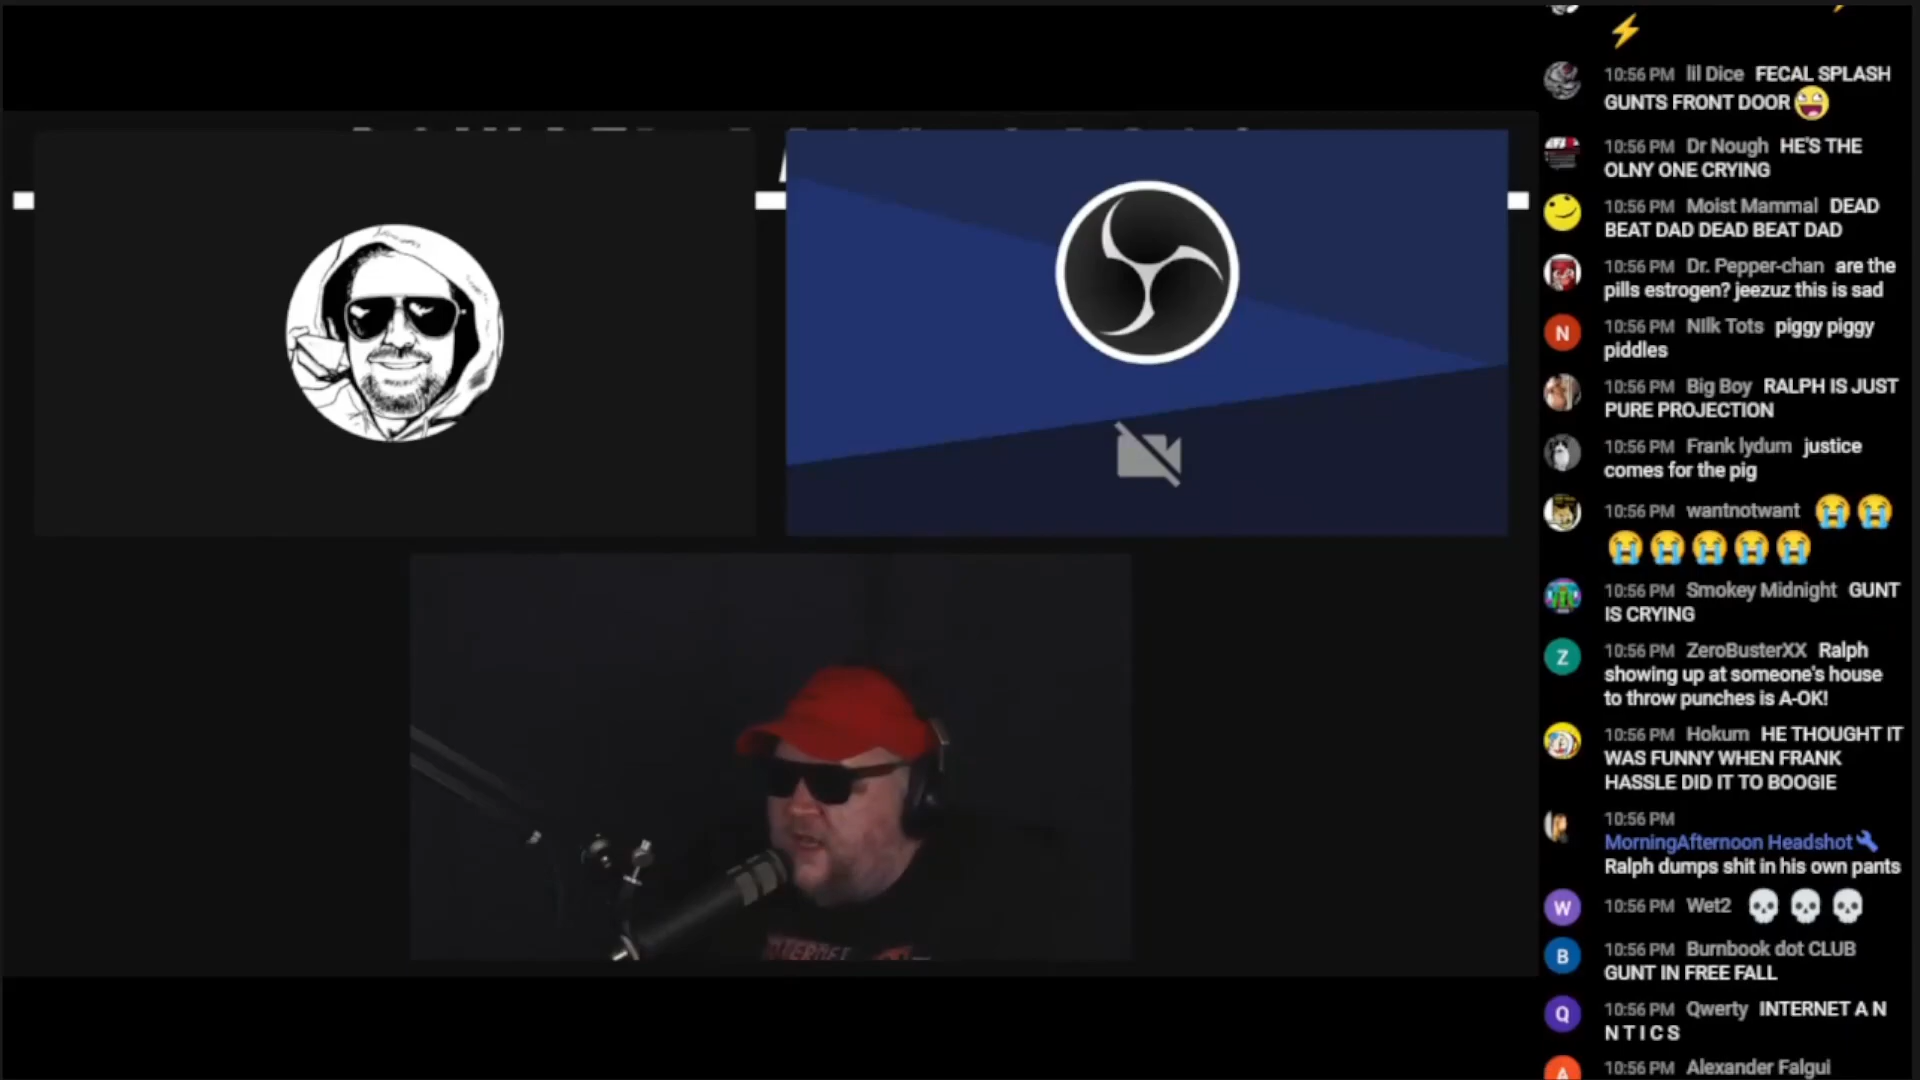 10:56 PM lil Dice FECAL SPLASH
GUNTS FRONT DOOR
10:56 PM Dr Nough HE'S THE
OLNY ONE CRYING
10:56 PM Moist Mammal DEAD
BEAT DAD DEAD BEAT DAD
10:56 PM Dr. Pepper-chan are the
pills estrogen? jeezuz this is sad
N
10:56 PM NIlk Tots piggy piggy
piddles
10:56 PM Big Boy RALPH IS JUST
PURE PROJECTION
10:56 PM Frank lydum justice
comes for the pig
10:56 PM wantnotwant 😭😭
😭😭😭😭😭
10:56 PM Smokey Midnight GUNT
IS CRYING
Z
10:56 PM ZeroBusterXX Ralph
showing up at someone's house
to throw punches is A-OK!
10:56 PM Hokum HE THOUGHT IT
WAS FUNNY WHEN FRANK
HASSLE DID IT TO BOOGIE
10:56 PM
MorningAfternoon Headshot
Ralph dumps shit in his own pants
W
10:56 PM Wet2 💀💀💀
B
10:56 PM Burnbook dot CLUB
GUNT IN FREE FALL
Q
10:56 PM Qwerty INTERNET A N
N T I C S
A
10:56 PM Alexander Falgui
INTERNET